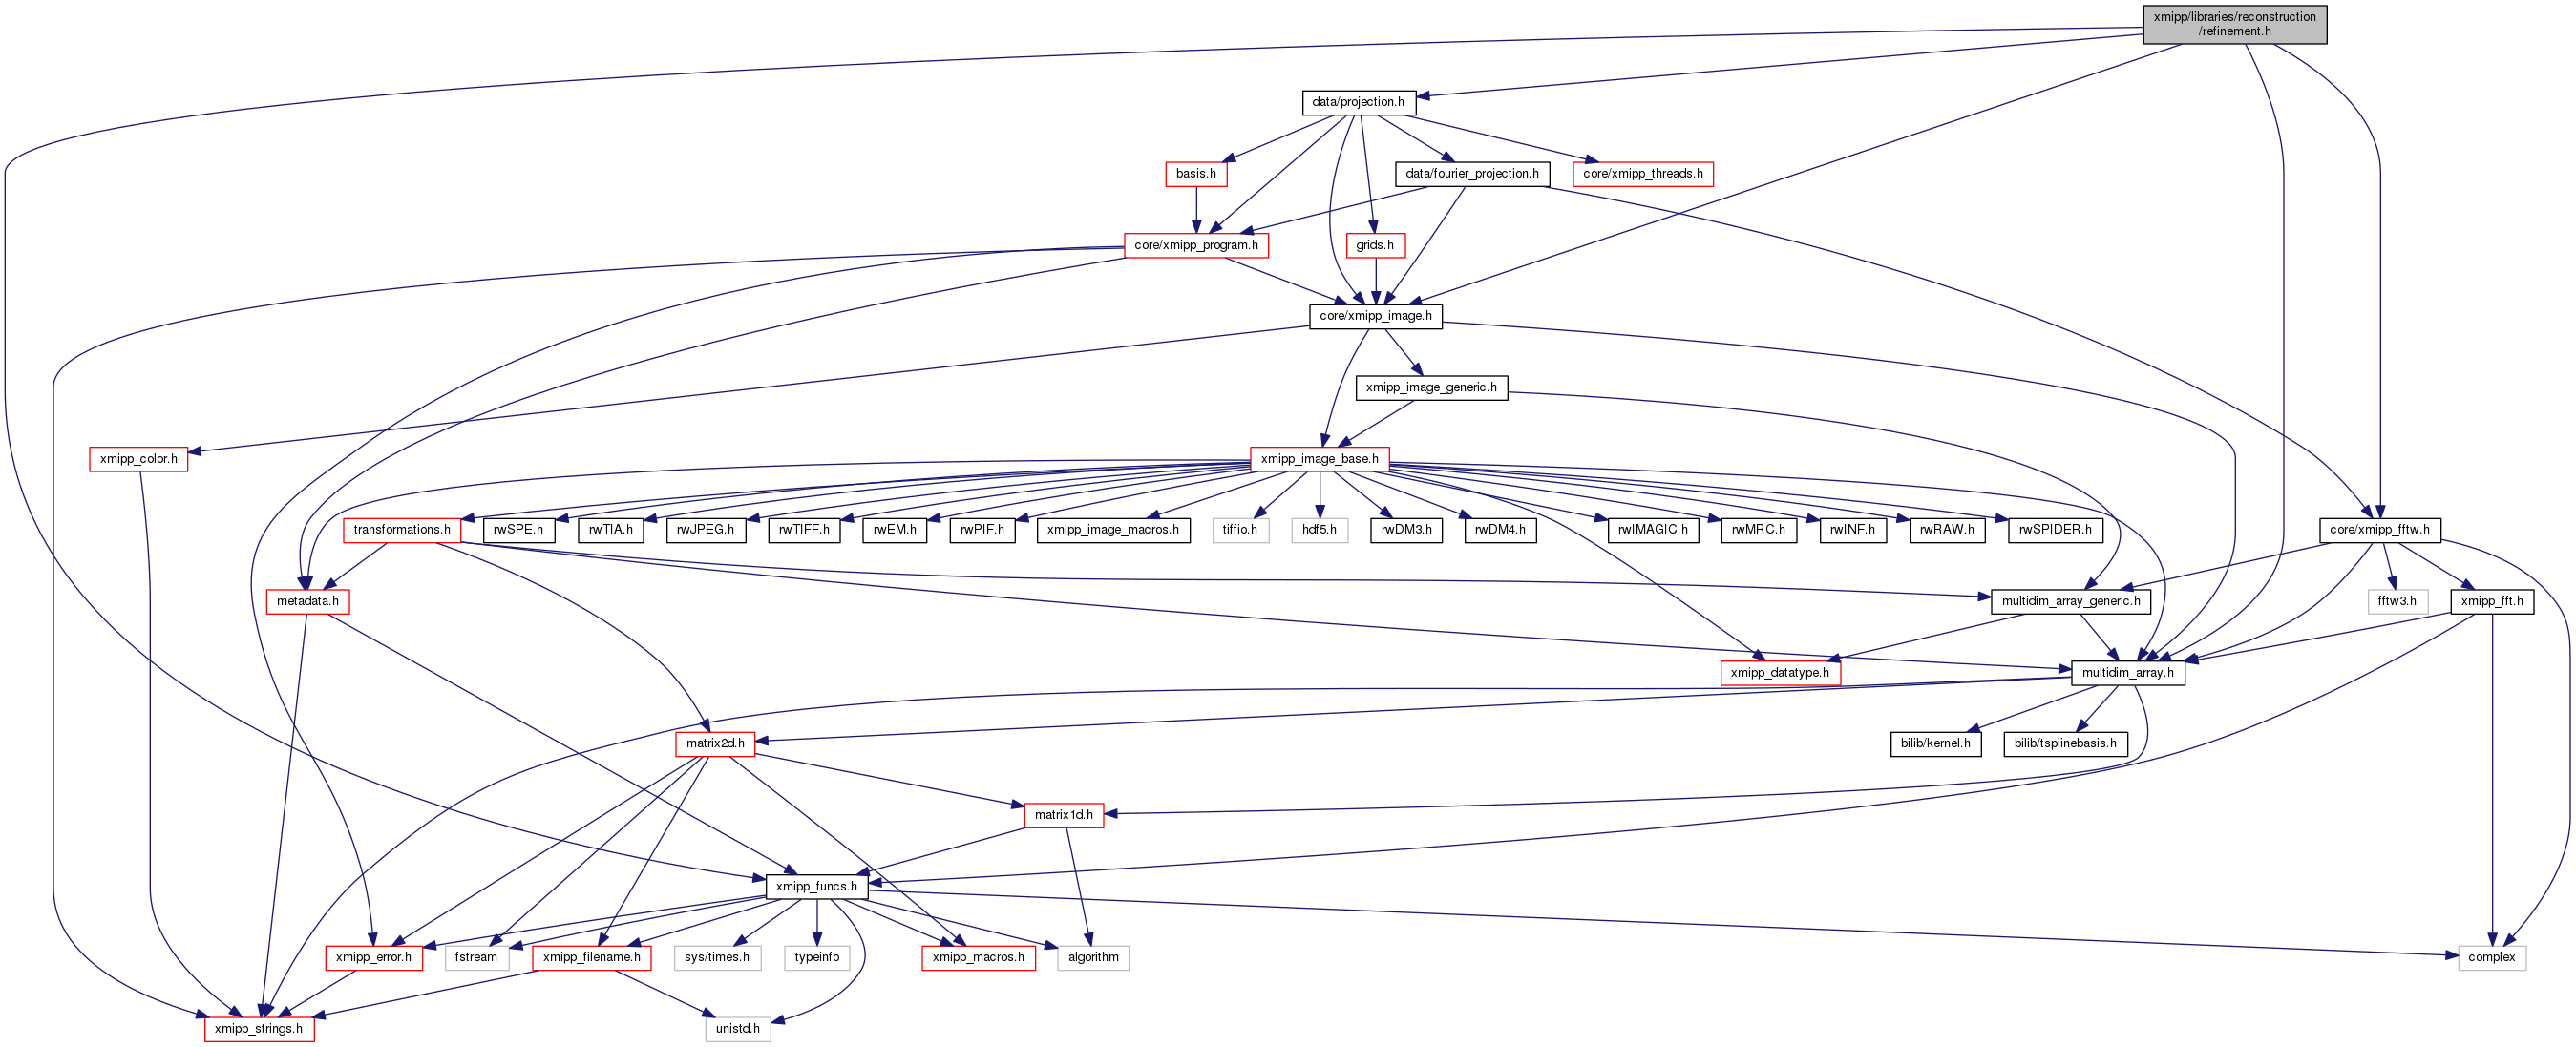 xmipp/libraries/reconstruction
/refinement.h
data/projection.h
basis.h
data/fourier_projection.h
core/xmipp_threads.h
core/xmipp_program.h
grids.h
core/xmipp_image.h
xmipp_image_generic.h
xmipp_color.h
xmipp_image_base.h
transformations.h
rwSPE.h
rwTIA.h
rwJPEG.h
rwTIFF.h
rwEM.h
rwPIF.h
xmipp_image_macros.h
tiffio.h
hdf5.h
rwDM3.h
rwDM4.h
rwIMAGIC.h
rwMRC.h
rwINF.h
rwRAW.h
rwSPIDER.h
core/xmipp_fftw.h
metadata.h
multidim_array_generic.h
fftw3.h
xmipp_fft.h
xmipp_datatype.h
multidim_array.h
matrix2d.h
bilib/kernel.h
bilib/tsplinebasis.h
matrix1d.h
xmipp_funcs.h
xmipp_error.h
fstream
xmipp_filename.h
sys/times.h
typeinfo
xmipp_macros.h
algorithm
complex
xmipp_strings.h
unistd.h